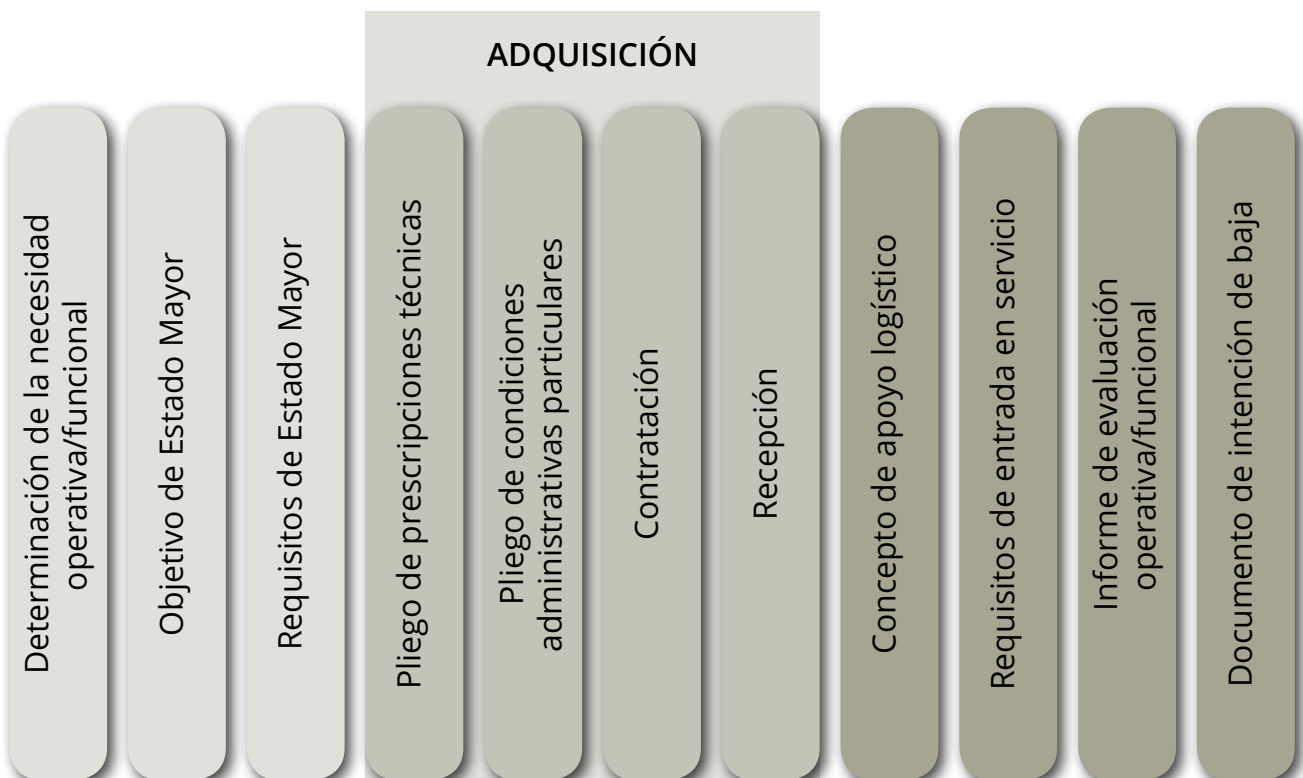 ADQUISICIÓN
Determinación de la necesidad
operativa/funcional
Objetivo de Estado Mayor
Requisitos de Estado Mayor
Pliego de prescripciones técnicas
Pliego de condiciones
administrativas particulares
Contratación
Recepción
Concepto de apoyo logístico
Requisitos de entrada en servicio
Informe de evaluación
operativa/funcional
Documento de intención de baja